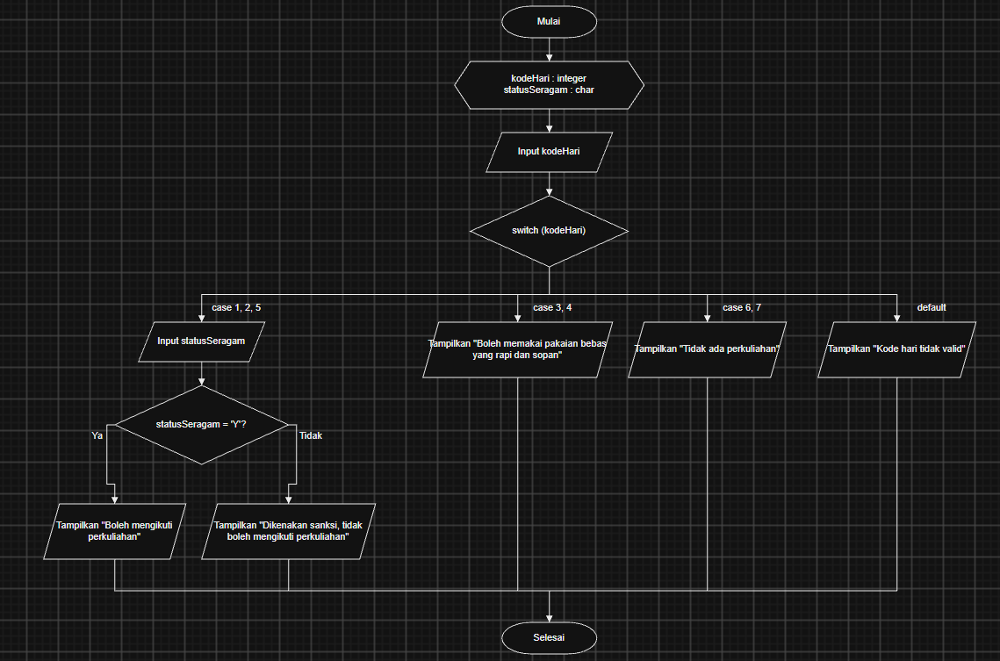 Mulai
kodeHari : integer
statusSeragam : char
Input kodeHari
switch (kodeHari)
case 1, 2, 5
case 3, 4
case 6, 7
default
Input statusSeragam
Tampilkan "Boleh memakai pakaian bebas
yang rapi dan sopan"
Tampilkan "Tidak ada perkuliahan"
Tampilkan "Kode hari tidak valid"
statusSeragam = 'Y'?
Ya
Tidak
Tampilkan "Boleh mengikuti
perkuliahan"
Tampilkan "Dikenakan sanksi, tidak
boleh mengikuti perkuliahan"
Selesai